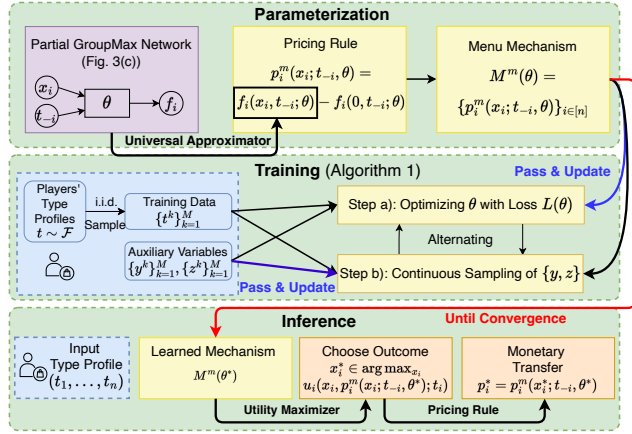 Parameterization
Partial GroupMax Network
(Fig. 3(c))
x_i
t_{-i}
θ
f_i
Universal Approximator
Pricing Rule
p_i^m(x_i; t_{-i}, θ) =
f_i(x_i, t_{-i}; θ) − f_i(0, t_{-i}; θ)
Menu Mechanism
M^m(θ) =
{p_i^m(x_i; t_{-i}, θ)}_{i∈[n]}
Training (Algorithm 1)
Pass & Update
Players'
Type
Profiles
t ∼ F
i.i.d.
Sample
Training Data
{t^k}_{k=1}^M
Auxiliary Variables
{y^k}_{k=1}^M, {z^k}_{k=1}^M
Pass & Update
Step a): Optimizing θ with Loss L(θ)
Alternating
Step b): Continuous Sampling of {y, z}
Inference
Until Convergence
Input
Type Profile
(t_1, …, t_n)
Learned Mechanism
M^m(θ*)
Utility Maximizer
Choose Outcome
x_i^* ∈ arg max_{x_i}
u_i(x_i, p_i^m(x_i; t_{-i}, θ*); t_i)
Pricing Rule
Monetary
Transfer
p_i^* = p_i^m(x_i^*; t_{-i}, θ*)